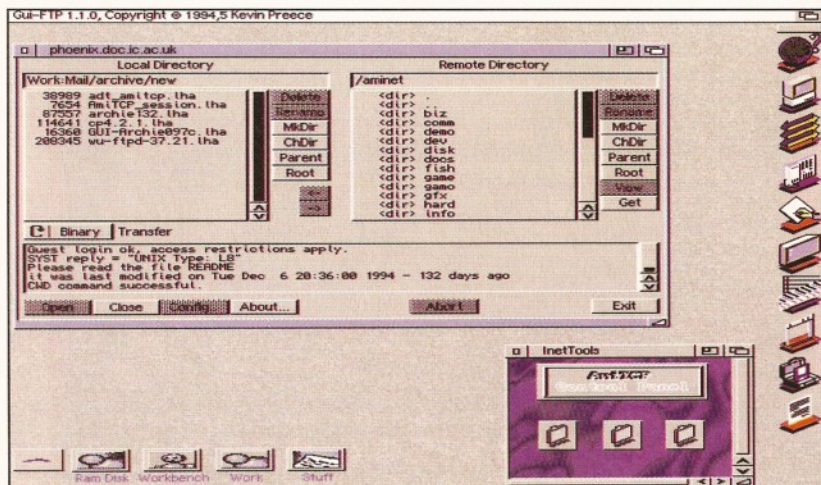 Gui-FTP 1.1.0, Copyright © 1994,5 Kevin Preece
phoenix.doc.ic.ac.uk
Local Directory
Work:Mail/archive/new
38989 adt_amitcp.lha
7654 AmiTCP_session.lha
87557 archie132.lha
114641 cp4.2.1.lha
16360 GUI-Archie097c.lha
208345 wu-ftpd-37.21.lha
Delete
Rename
MkDir
ChDir
Parent
Root
<-
->
Remote Directory
/aminet
<dir> .
<dir> ..
<dir> biz
<dir> comm
<dir> demo
<dir> dev
<dir> disk
<dir> docs
<dir> fish
<dir> game
<dir> gamo
<dir> gfx
<dir> hard
<dir> info
Delete
Rename
MkDir
ChDir
Parent
Root
View
Get
Binary Transfer
Guest login ok, access restrictions apply.
SYST reply = "UNIX Type: L8"
Please read the file README
it was last modified on Tue Dec 6 20:36:00 1994 - 132 days ago
CWD command successful.
Open Close Config... About... Abort Exit
InetTools
AmiTCP
Control Panel
Ram Disk Workbench Work Stuff